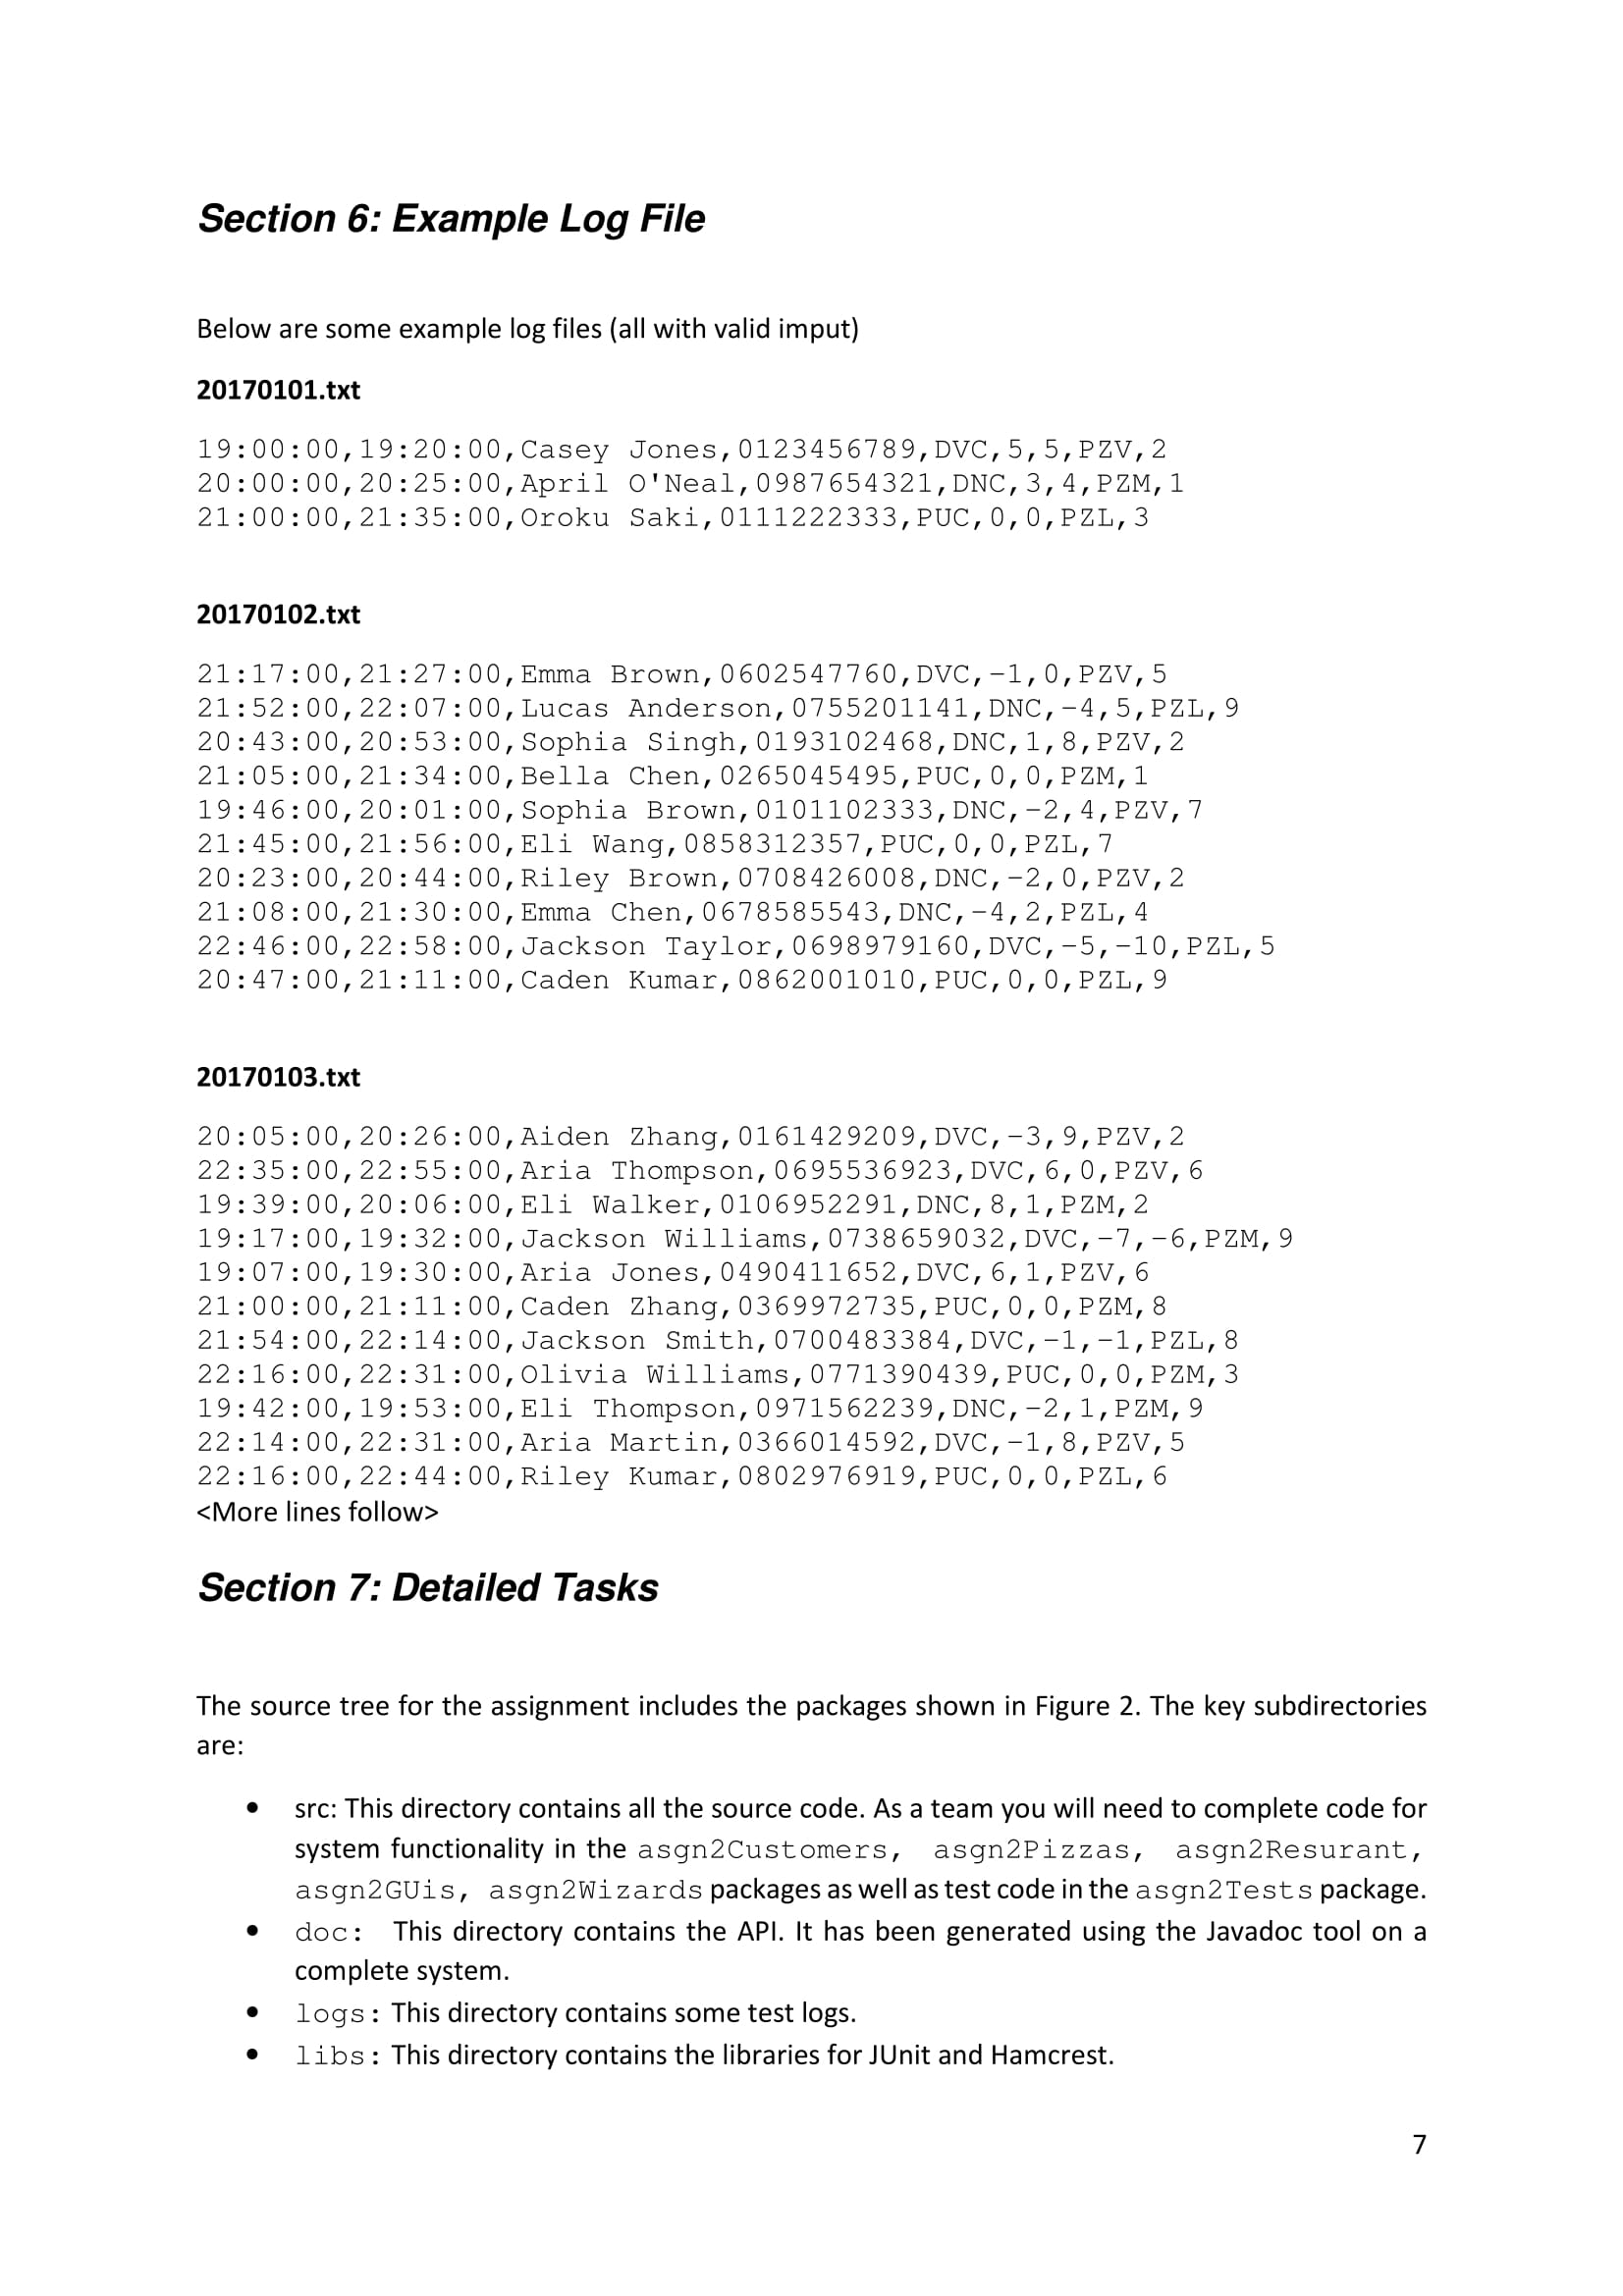 Section 6: Example Log File
Below are some example log files (all with valid imput)
20170101.txt
19:00:00,19:20:00,Casey Jones,0123456789,DVC,5,5,PZV,2
20:00:00,20:25:00,April O'Neal,0987654321,DNC,3,4,PZM,1
21:00:00,21:35:00,Oroku Saki,0111222333,PUC,0,0,PZL,3
20170102.txt
21:17:00,21:27:00,Emma Brown,0602547760,DVC,-1,0,PZV,5
21:52:00,22:07:00,Lucas Anderson,0755201141,DNC,-4,5,PZL,9
20:43:00,20:53:00,Sophia Singh,0193102468,DNC,1,8,PZV,2
21:05:00,21:34:00,Bella Chen,0265045495,PUC,0,0,PZM,1
19:46:00,20:01:00,Sophia Brown,0101102333,DNC,-2,4,PZV,7
21:45:00,21:56:00,Eli Wang,0858312357,PUC,0,0,PZL,7
20:23:00,20:44:00,Riley Brown,0708426008,DNC,-2,0,PZV,2
21:08:00,21:30:00,Emma Chen,0678585543,DNC,-4,2,PZL,4
22:46:00,22:58:00,Jackson Taylor,0698979160,DVC,-5,-10,PZL,5
20:47:00,21:11:00,Caden Kumar,0862001010,PUC,0,0,PZL,9
20170103.txt
20:05:00,20:26:00,Aiden Zhang,0161429209,DVC,-3,9,PZV,2
22:35:00,22:55:00,Aria Thompson,0695536923,DVC,6,0,PZV,6
19:39:00,20:06:00,Eli Walker,0106952291,DNC,8,1,PZM,2
19:17:00,19:32:00,Jackson Williams,0738659032,DVC,-7,-6,PZM,9
19:07:00,19:30:00,Aria Jones,0490411652,DVC,6,1,PZV,6
21:00:00,21:11:00,Caden Zhang,0369972735,PUC,0,0,PZM,8
21:54:00,22:14:00,Jackson Smith,0700483384,DVC,-1,-1,PZL,8
22:16:00,22:31:00,Olivia Williams,0771390439,PUC,0,0,PZM,3
19:42:00,19:53:00,Eli Thompson,0971562239,DNC,-2,1,PZM,9
22:14:00,22:31:00,Aria Martin,0366014592,DVC,-1,8,PZV,5
22:16:00,22:44:00,Riley Kumar,0802976919,PUC,0,0,PZL,6
<More lines follow>
Section 7: Detailed Tasks
The source tree for the assignment includes the packages shown in Figure 2. The key subdirectories
are:
• src: This directory contains all the source code. As a team you will need to complete code for
system functionality in the asgn2Customers, asgn2Pizzas, asgn2Resurant,
asgn2GUis, asgn2Wizards packages as well as test code in the asgn2Tests package.
• doc: This directory contains the API. It has been generated using the Javadoc tool on a
complete system.
• logs: This directory contains some test logs.
• libs: This directory contains the libraries for JUnit and Hamcrest.
7